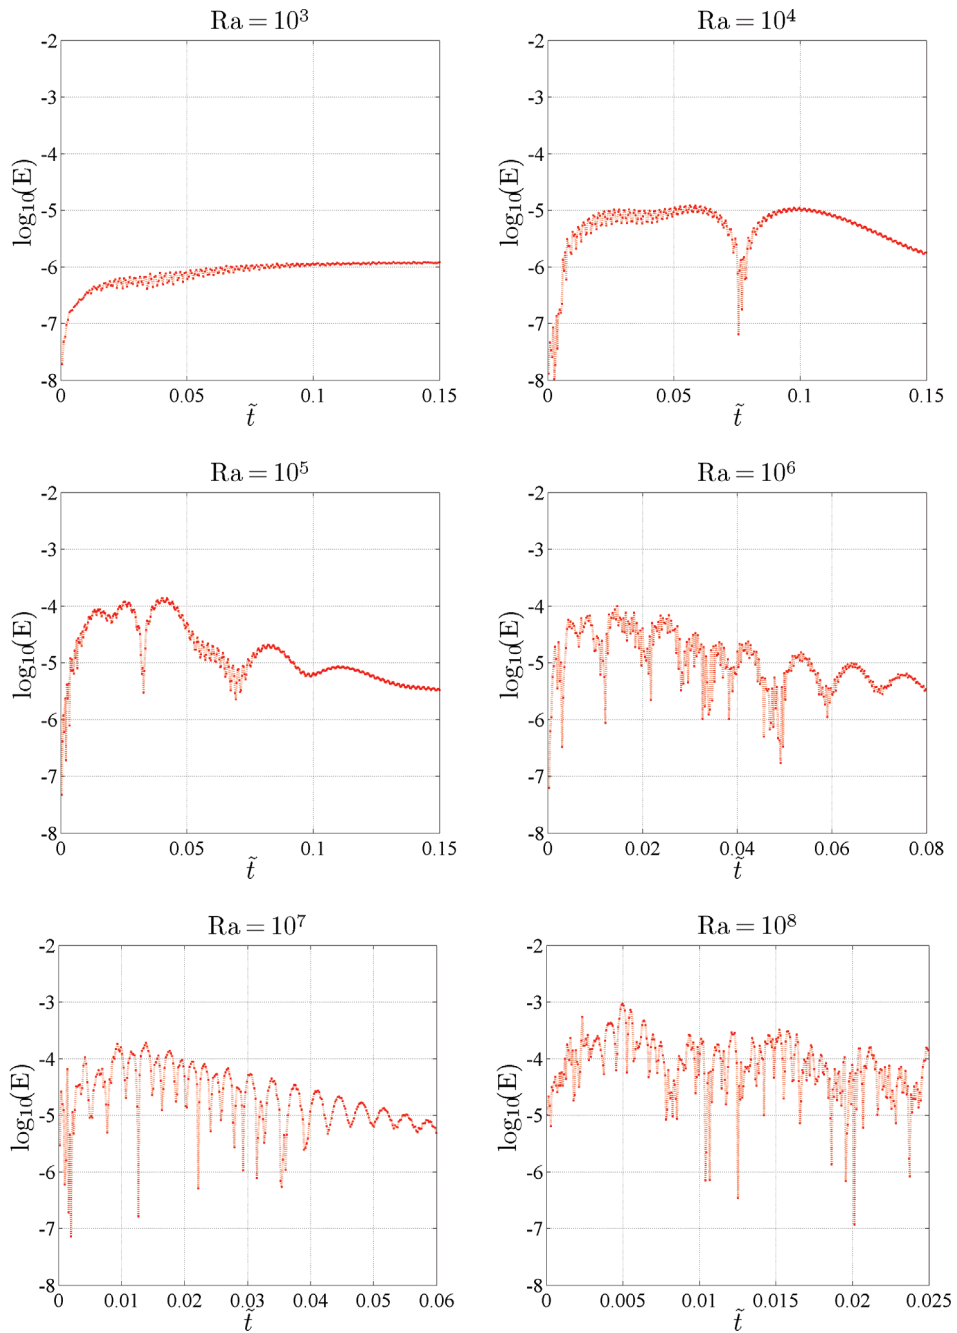 Ra = 10³
-2
-3
-4
-5
-6
-7
-8
log₁₀(E)
0 0.05 0.1 0.15
t̃
Ra = 10⁴
-2
-3
-4
-5
-6
-7
-8
log₁₀(E)
0 0.05 0.1 0.15
t̃
Ra = 10⁵
-2
-3
-4
-5
-6
-7
-8
log₁₀(E)
0 0.05 0.1 0.15
t̃
Ra = 10⁶
-2
-3
-4
-5
-6
-7
-8
log₁₀(E)
0 0.02 0.04 0.06 0.08
t̃
Ra = 10⁷
-2
-3
-4
-5
-6
-7
-8
log₁₀(E)
0 0.01 0.02 0.03 0.04 0.05 0.06
t̃
Ra = 10⁸
-2
-3
-4
-5
-6
-7
-8
log₁₀(E)
0 0.005 0.01 0.015 0.02 0.025
t̃